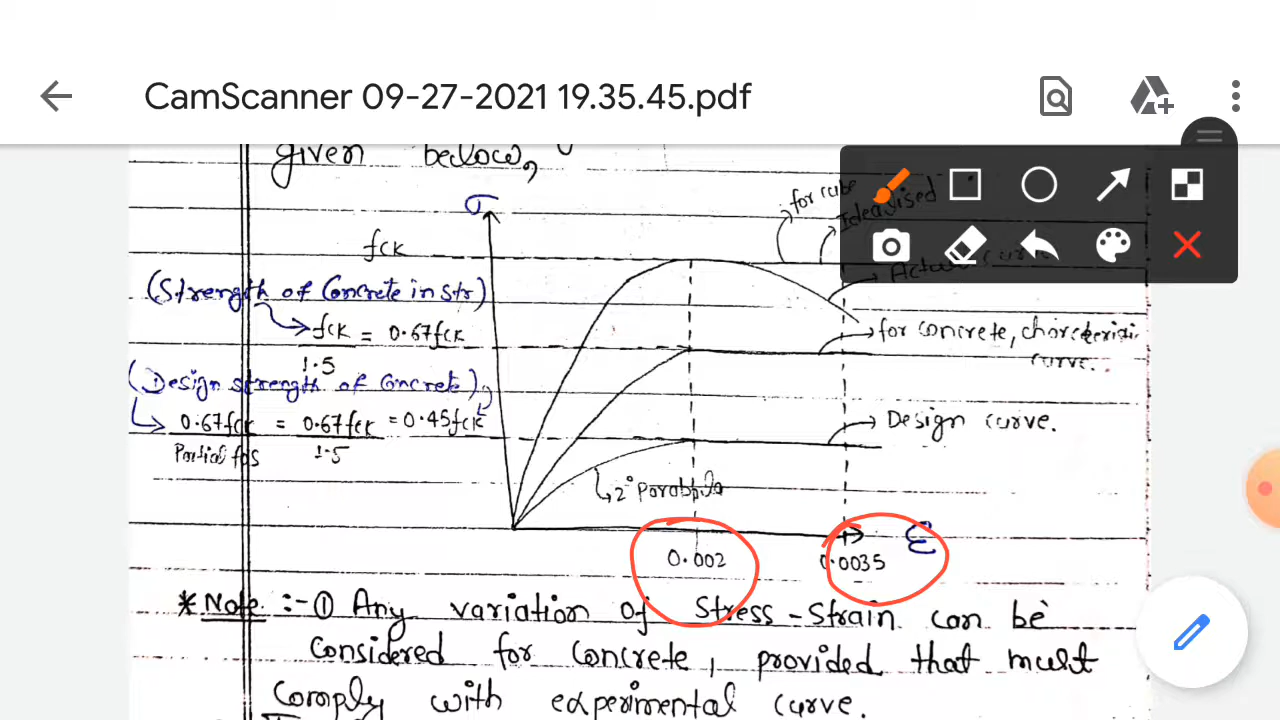 CamScanner 09-27-2021 19.35.45.pdf
given below,
σ
for cube
Idealised
fck
(Strength of Concrete in str)
fck = 0.67fck
1.5
for concrete, charcteristic
curve.
(Design strength of Concrete)
0.67fck = 0.67fck = 0.45fck
Partial fos 1.5
Design curve.
2° Parabola
ε
0.002
0.0035
*Note :- ① Any variation of Stress-Strain can be
Considered for Concrete, provided that must
Comply with experimental curve.